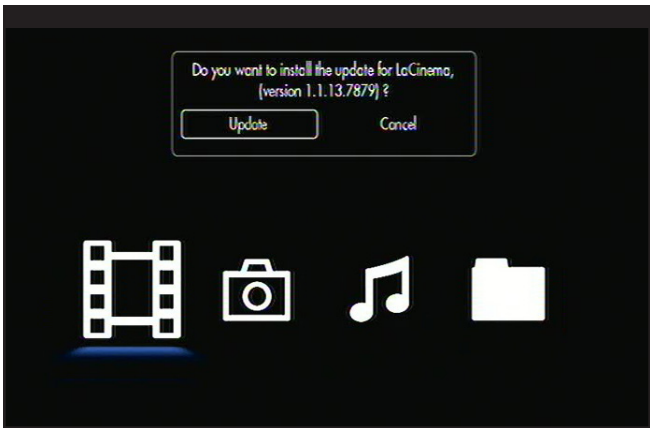 Do you want to install the update for LaCinema,
(version 1.1.13.7879) ?
Update
Cancel